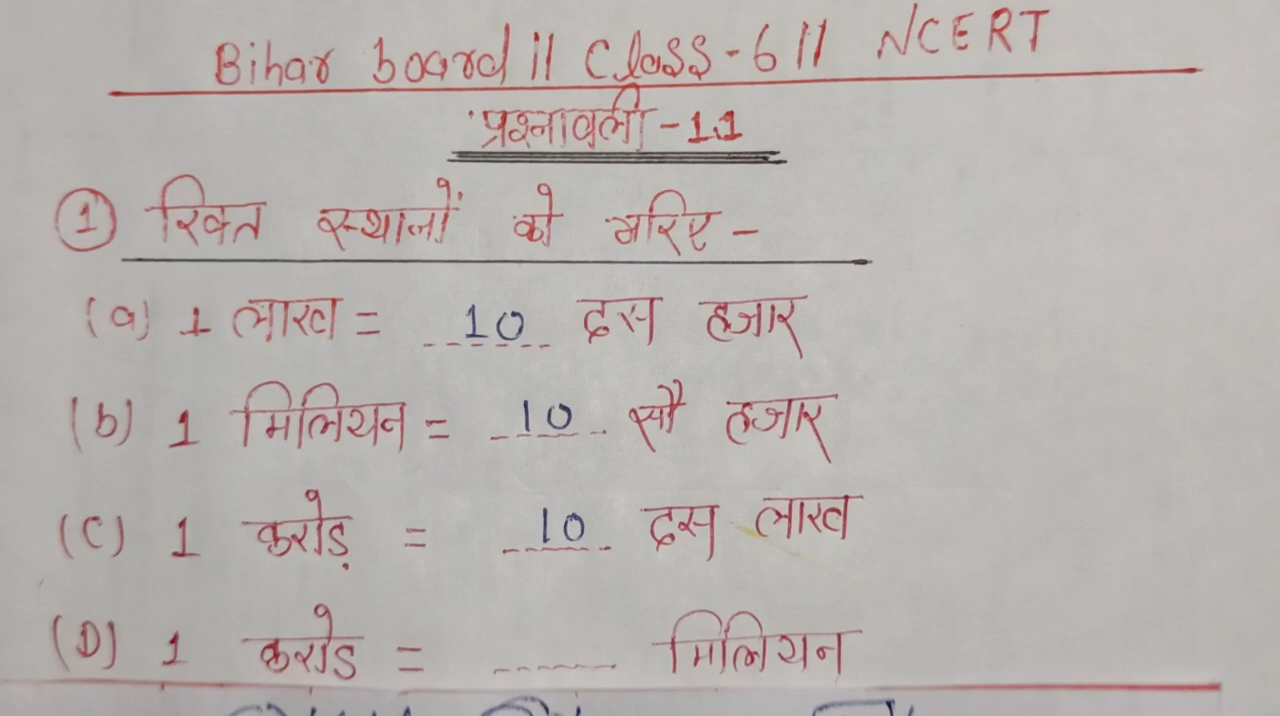 Bihar board || Class-6 || NCERT
प्रश्नावली - 1.1
① रिक्त स्थानों को भरिए -
(a) 1 लाख = 10 दस हजार
(b) 1 मिलियन = 10 सौ हजार
(C) 1 करोड़ = 10 दस लाख
(D) 1 करोड = ------- मिलियन